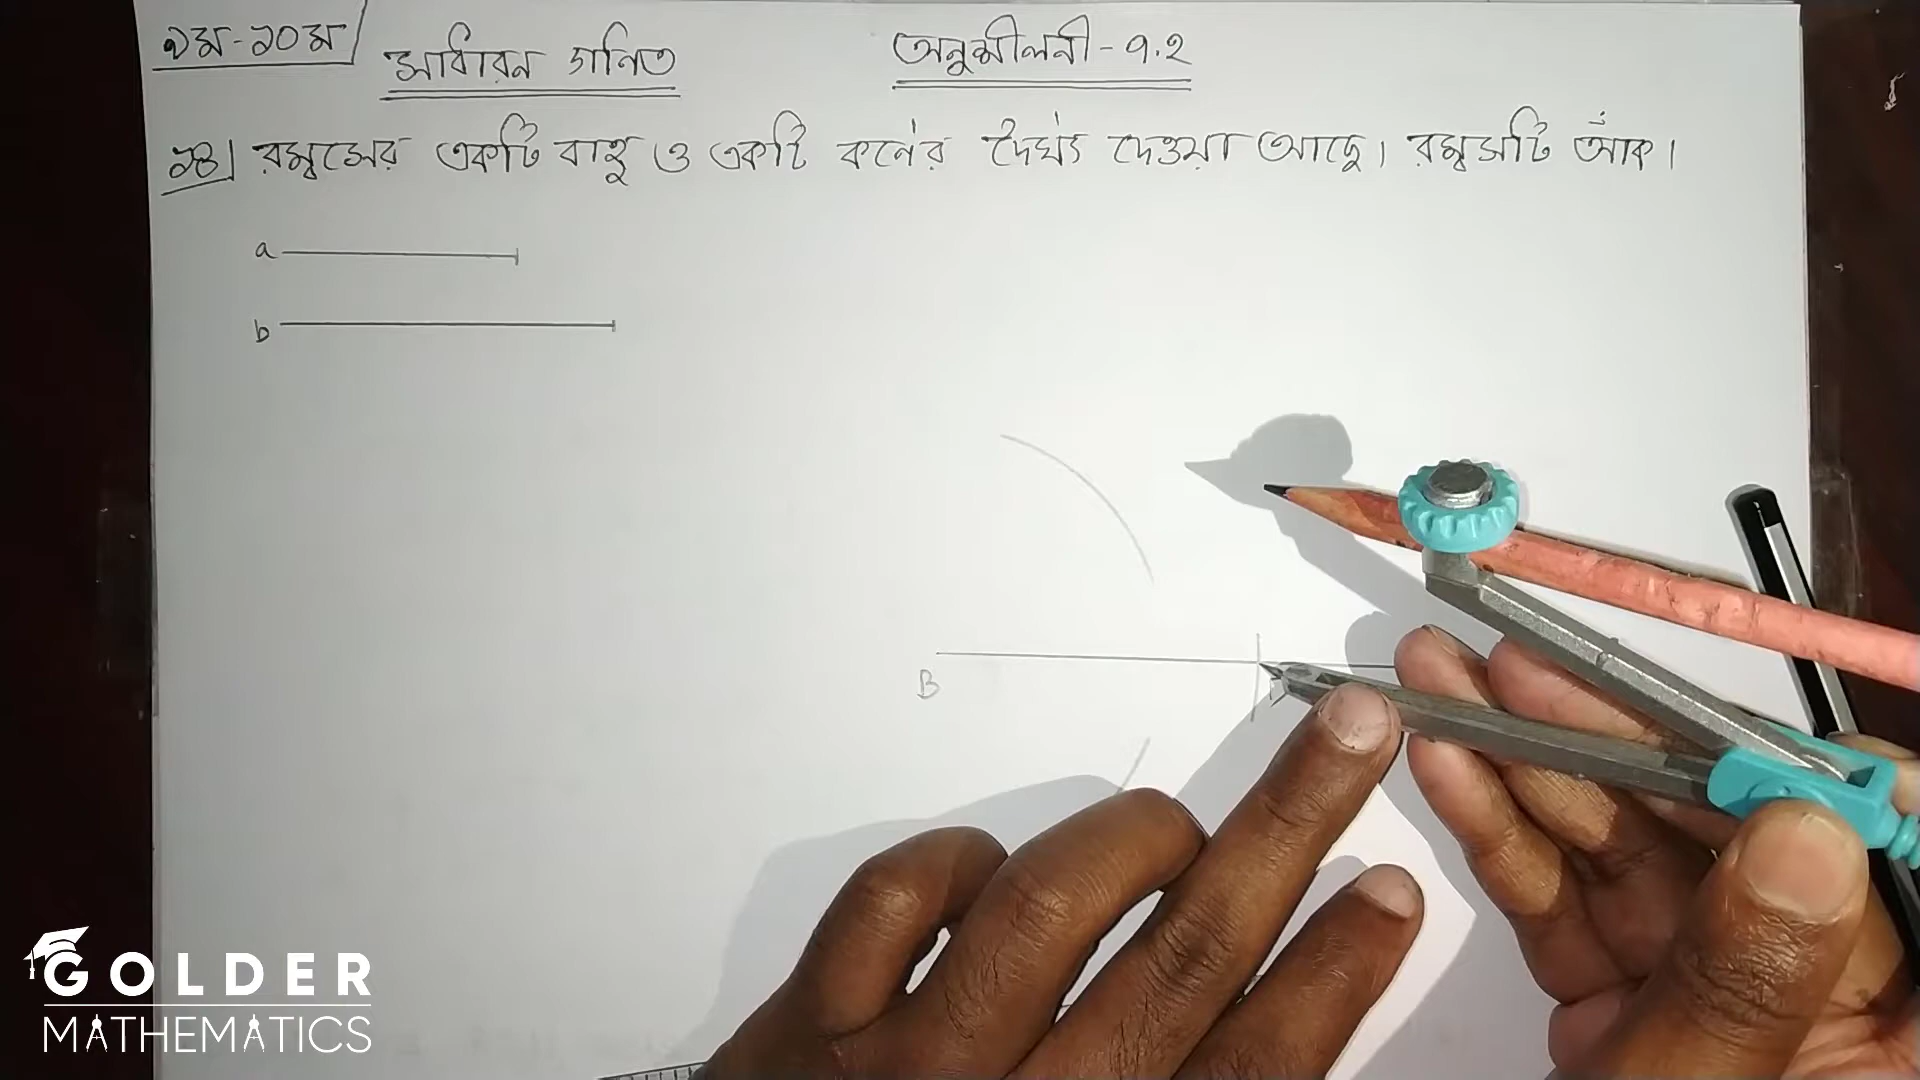 ৯ম-১০ম
সাধারন গনিত
অনুশীলনী-৭.২
১৪। রম্বসের একটি বাহু ও একটি কর্নের দৈর্ঘ্য দেওয়া আছে। রম্বসটি আঁক।
a
b
B
GOLDER
MATHEMATICS